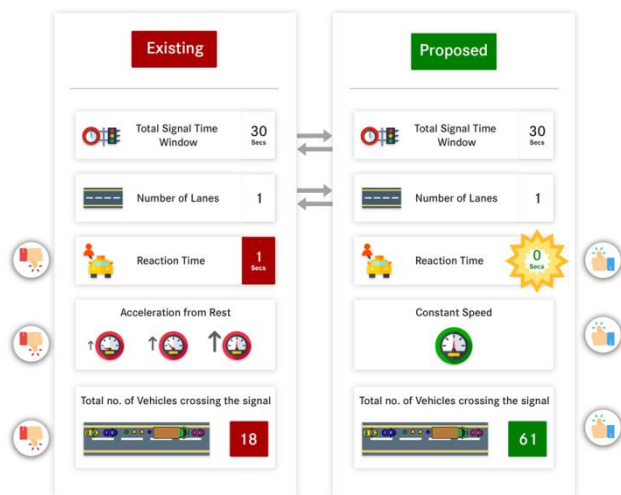 Existing
Total Signal Time
Window
30
Secs
Number of Lanes
1
Reaction Time
1
Secs
Acceleration from Rest
Total no. of Vehicles crossing the signal
18
Proposed
Total Signal Time
Window
30
Secs
Number of Lanes
1
Reaction Time
0
Secs
Constant Speed
Total no. of Vehicles crossing the signal
61